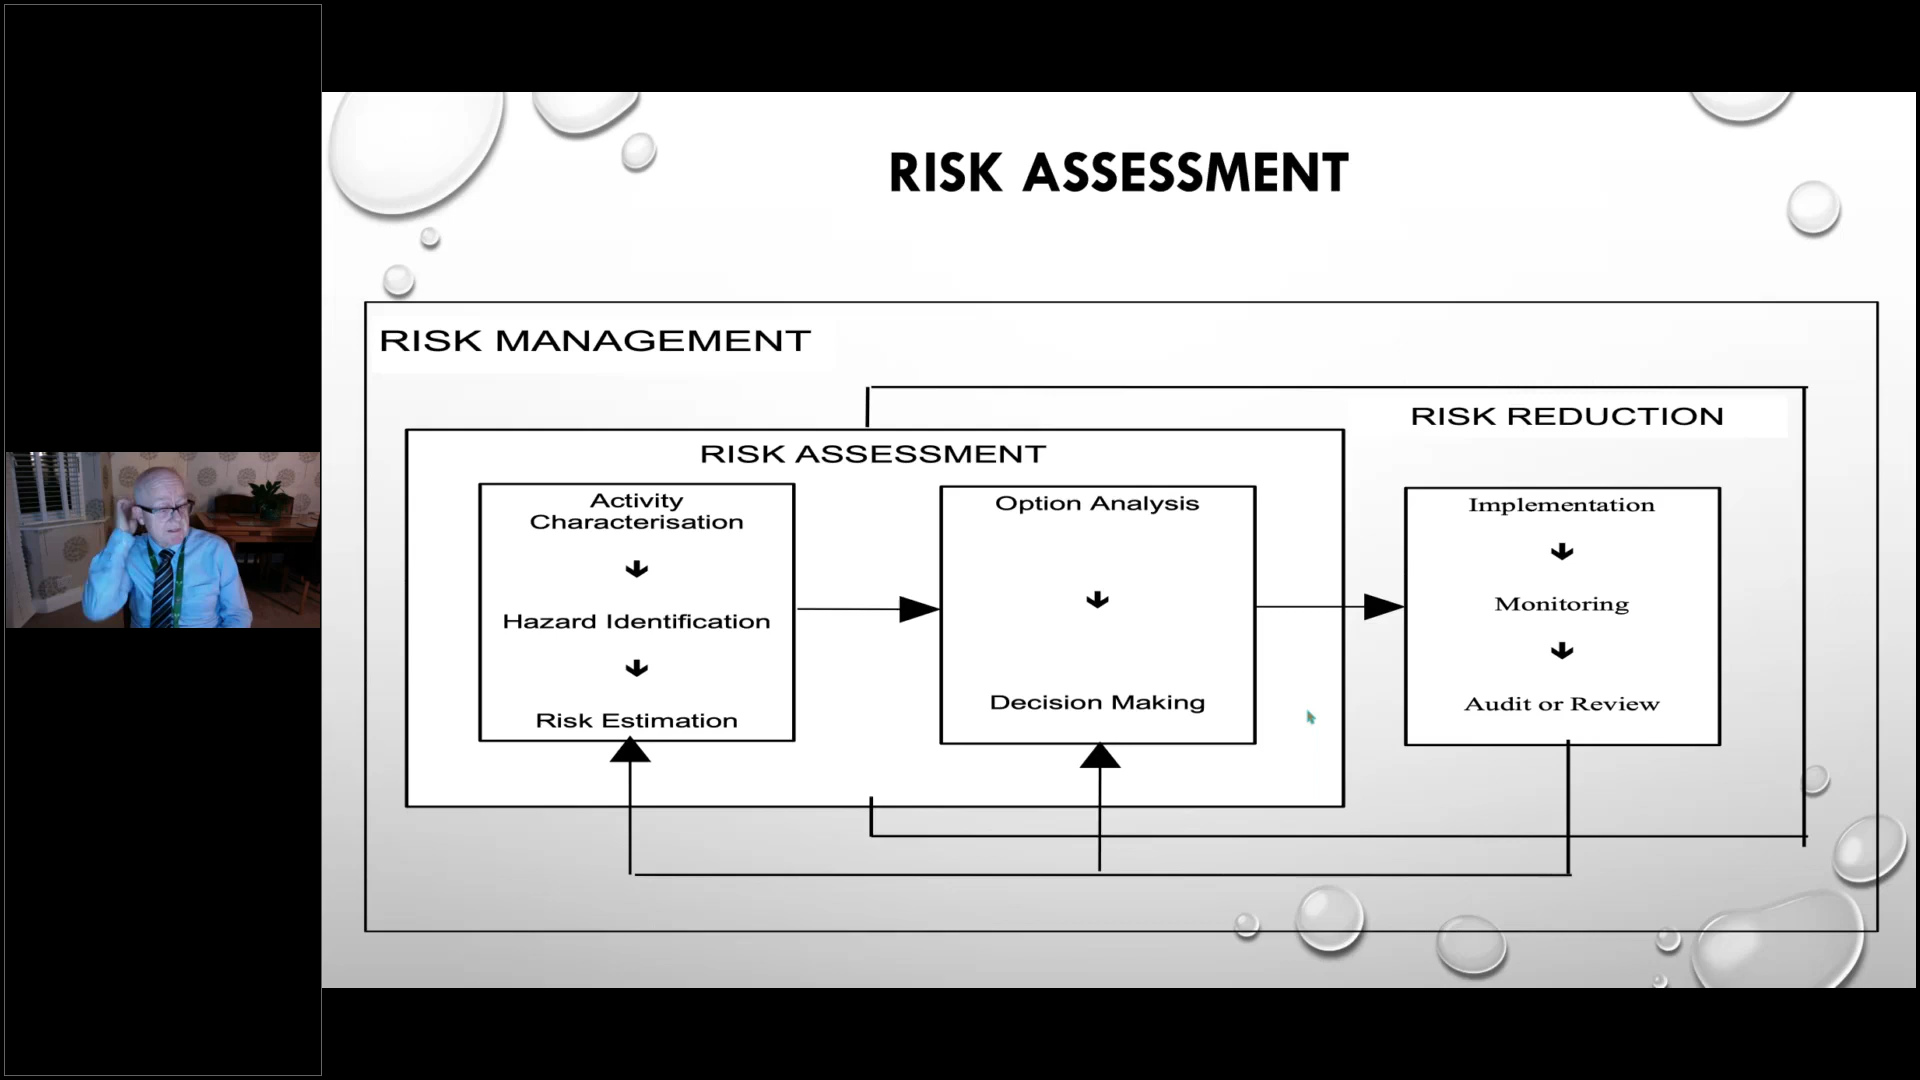 RISK ASSESSMENT
RISK MANAGEMENT
RISK REDUCTION
RISK ASSESSMENT
Activity
Characterisation
Hazard Identification
Risk Estimation
Option Analysis
Decision Making
Implementation
Monitoring
Audit or Review